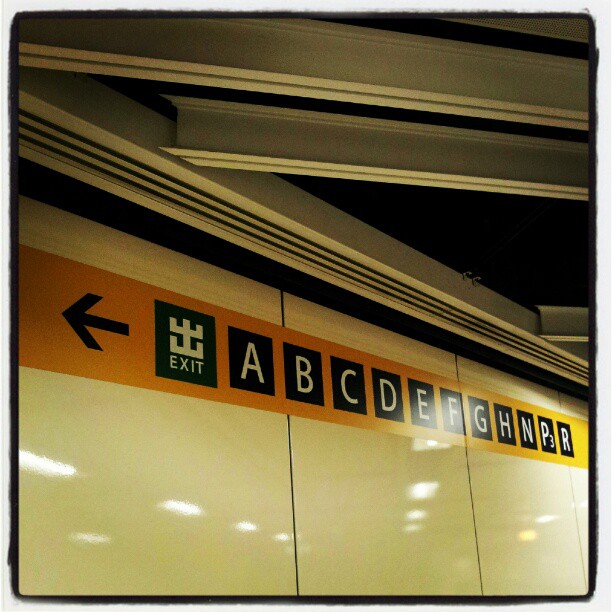 ← 出 EXIT A B C D E F G H N P3 R